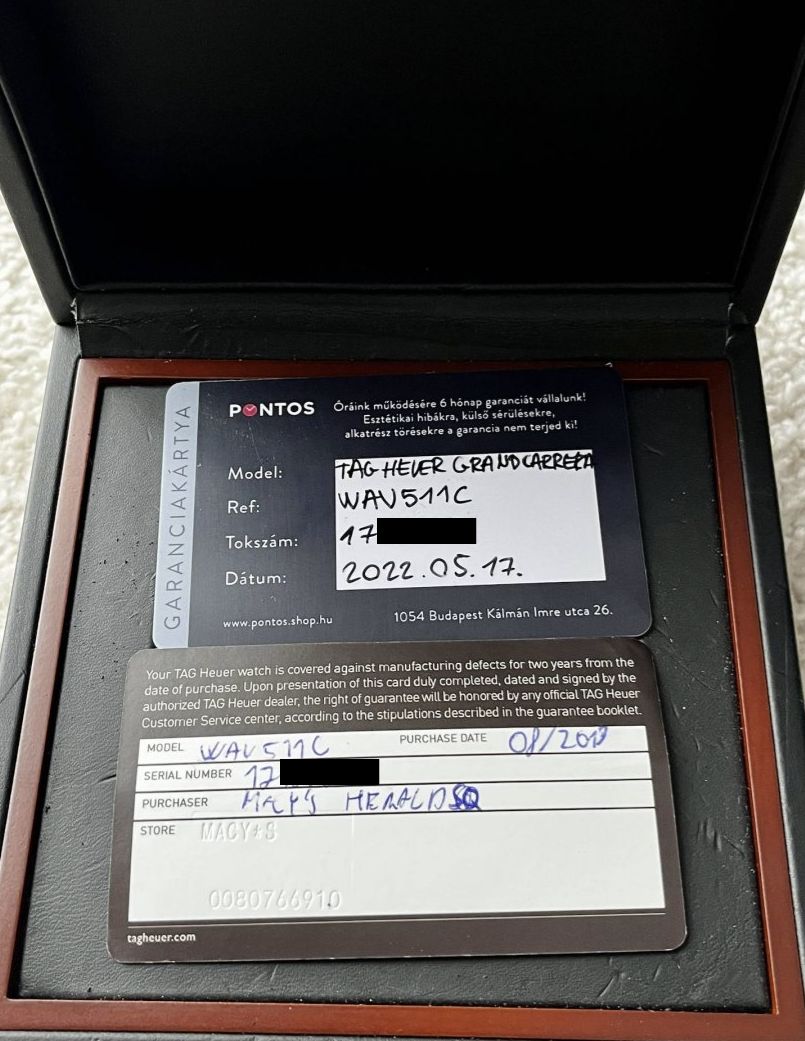 GARANCIAKÁRTYA
PONTOS
Óráink működésére 6 hónap garanciát vállalunk!
Esztétikai hibákra, külső sérülésekre,
alkatrész törésekre a garancia nem terjed ki!
Model: TAG HEUER GRAND CARRERA
Ref: WAV511C
Tokszám: 17
Dátum: 2022.05.17.
www.pontos.shop.hu 1054 Budapest Kálmán Imre utca 26.
Your TAG Heuer watch is covered against manufacturing defects for two years from the
date of purchase. Upon presentation of this card duly completed, dated and signed by the
authorized TAG Heuer dealer, the right of guarantee will be honored by any official TAG Heuer
Customer Service center, according to the stipulations described in the guarantee booklet.
MODEL WAV511C PURCHASE DATE
SERIAL NUMBER 17
PURCHASER MACY'S HERALD SQ
STORE MACY*S
0080766910
tagheuer.com